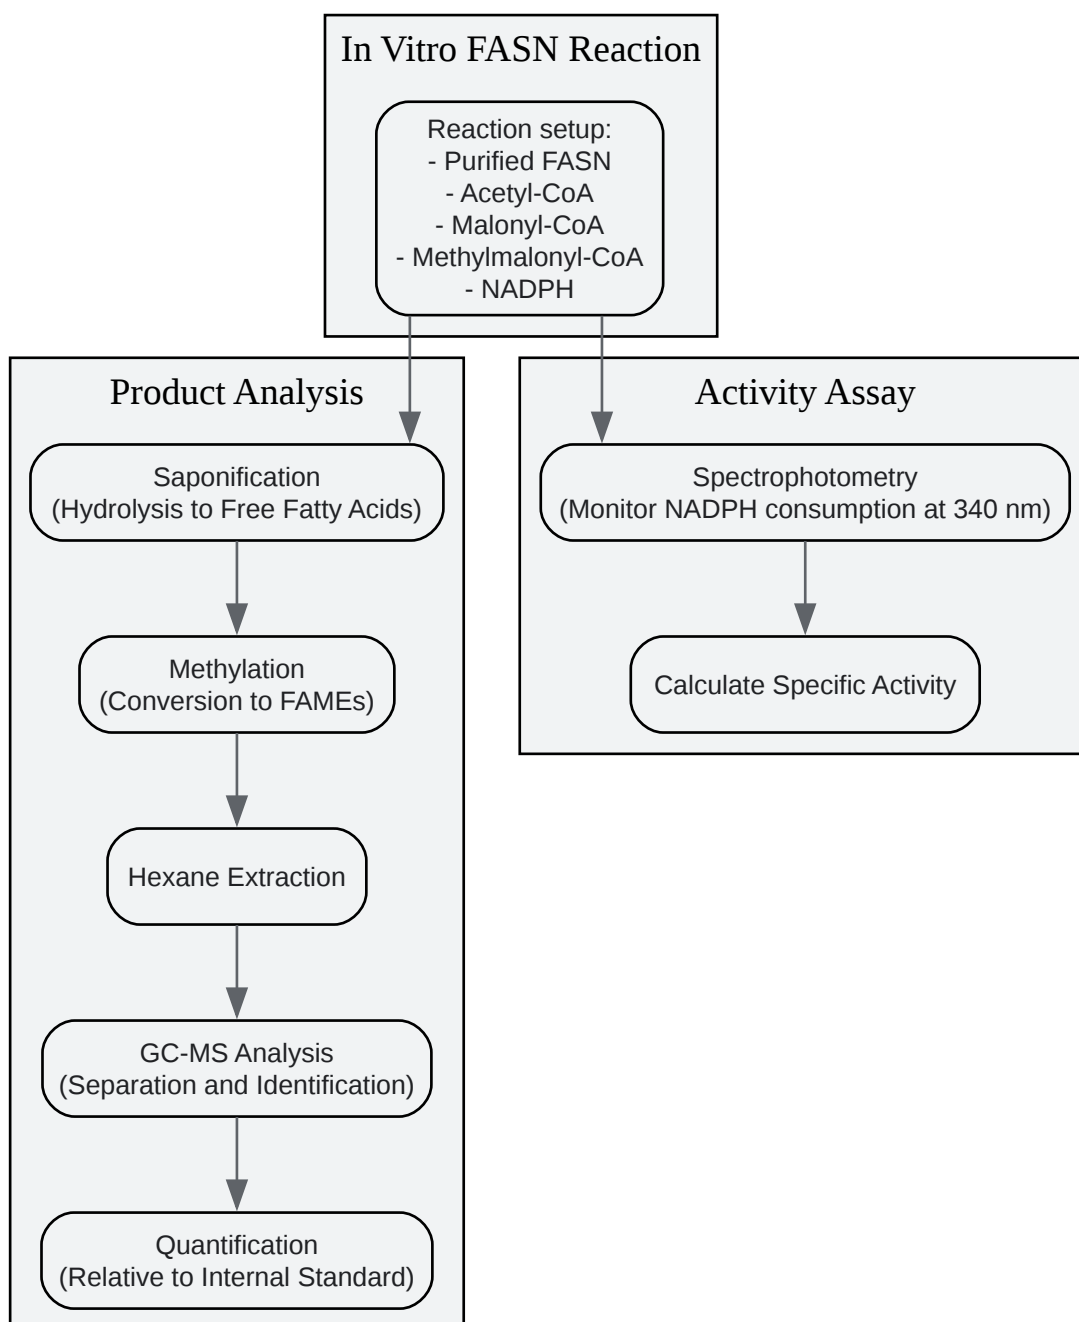 In Vitro FASN Reaction
Reaction setup:
- Purified FASN
- Acetyl-CoA
- Malonyl-CoA
- Methylmalonyl-CoA
- NADPH
Product Analysis
Saponification
(Hydrolysis to Free Fatty Acids)
Methylation
(Conversion to FAMEs)
Hexane Extraction
GC-MS Analysis
(Separation and Identification)
Quantification
(Relative to Internal Standard)
Activity Assay
Spectrophotometry
(Monitor NADPH consumption at 340 nm)
Calculate Specific Activity